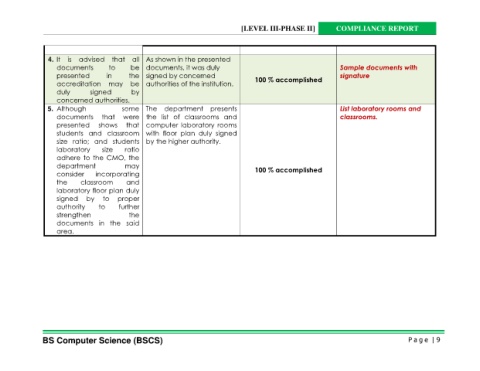 [LEVEL III-PHASE II] COMPLIANCE REPORT
4. It is advised that all
documents to be
presented in the
accreditation may be
duly signed by
concerned authorities.
As shown in the presented
documents, it was duly
signed by concerned
authorities of the institution.
100 % accomplished
Sample documents with
signature
5. Although some
documents that were
presented shows that
students and classroom
size ratio; and students
laboratory size ratio
adhere to the CMO, the
department may
consider incorporating
the classroom and
laboratory floor plan duly
signed by to proper
authority to further
strengthen the
documents in the said
area.
The department presents
the list of classrooms and
computer laboratory rooms
with floor plan duly signed
by the higher authority.
100 % accomplished
List laboratory rooms and
classrooms.
BS Computer Science (BSCS) Page | 9